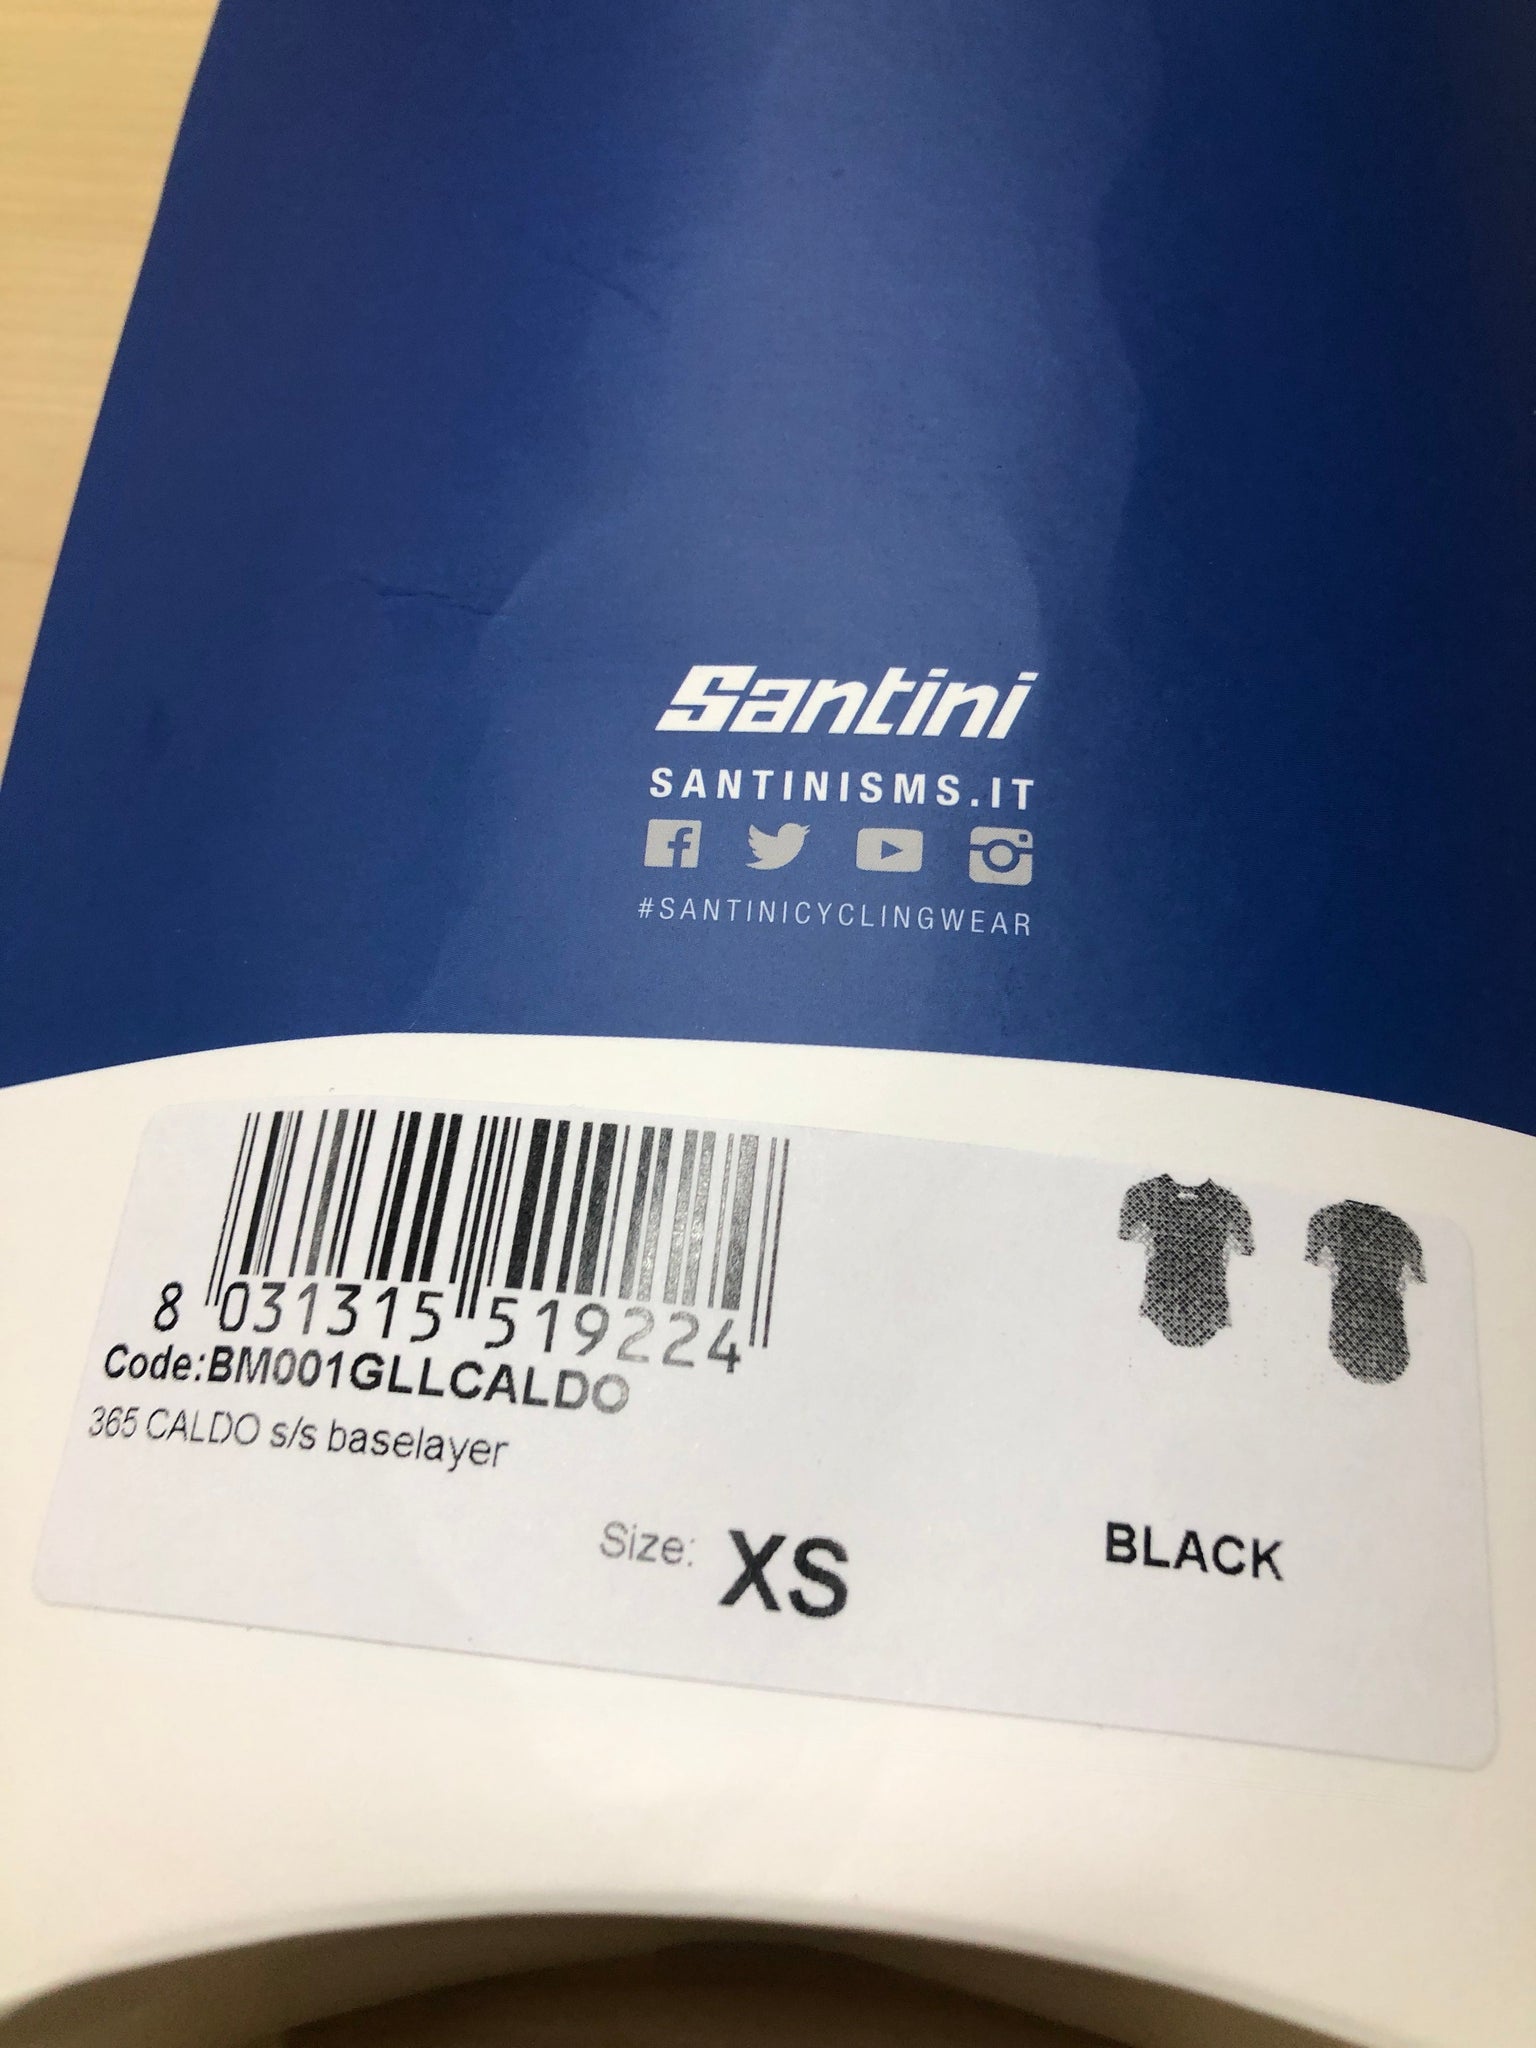 Santini
SANTINISMS.IT
#SANTINICYCLINGWEAR
8 031315 519224
Code:BM001GLLCALDO
365 CALDO s/s baselayer
Size: XS
BLACK